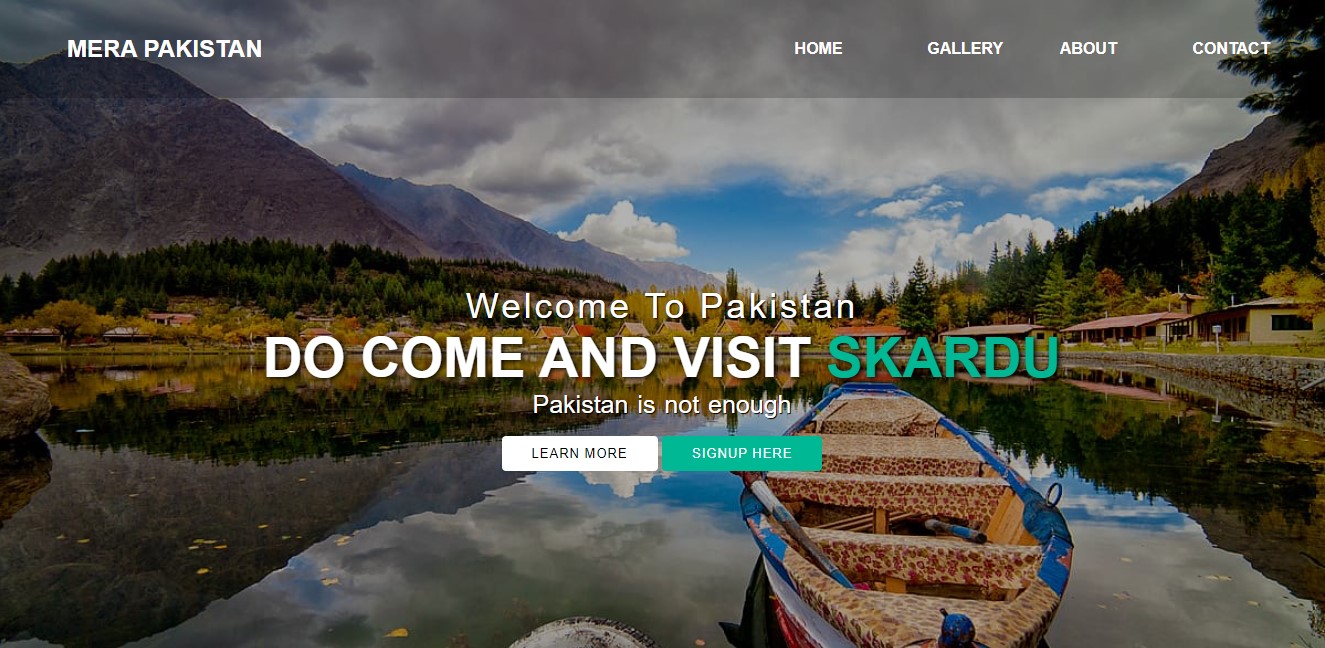 MERA PAKISTAN
HOME GALLERY ABOUT CONTACT
Welcome To Pakistan
DO COME AND VISIT SKARDU
Pakistan is not enough
LEARN MORE SIGNUP HERE